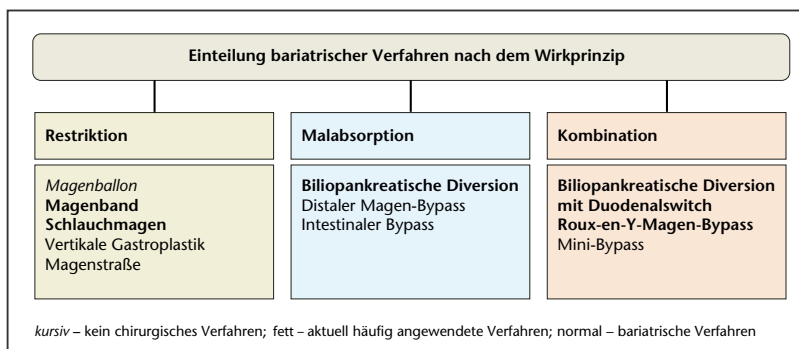 Einteilung bariatrischer Verfahren nach dem Wirkprinzip
Restriktion
Magenballon
Magenband
Schlauchmagen
Vertikale Gastroplastik
Magenstraße
Malabsorption
Biliopankreatische Diversion
Distaler Magen-Bypass
Intestinaler Bypass
Kombination
Biliopankreatische Diversion
mit Duodenalswitch
Roux-en-Y-Magen-Bypass
Mini-Bypass
kursiv – kein chirurgisches Verfahren; fett – aktuell häufig angewendete Verfahren; normal – bariatrische Verfahren